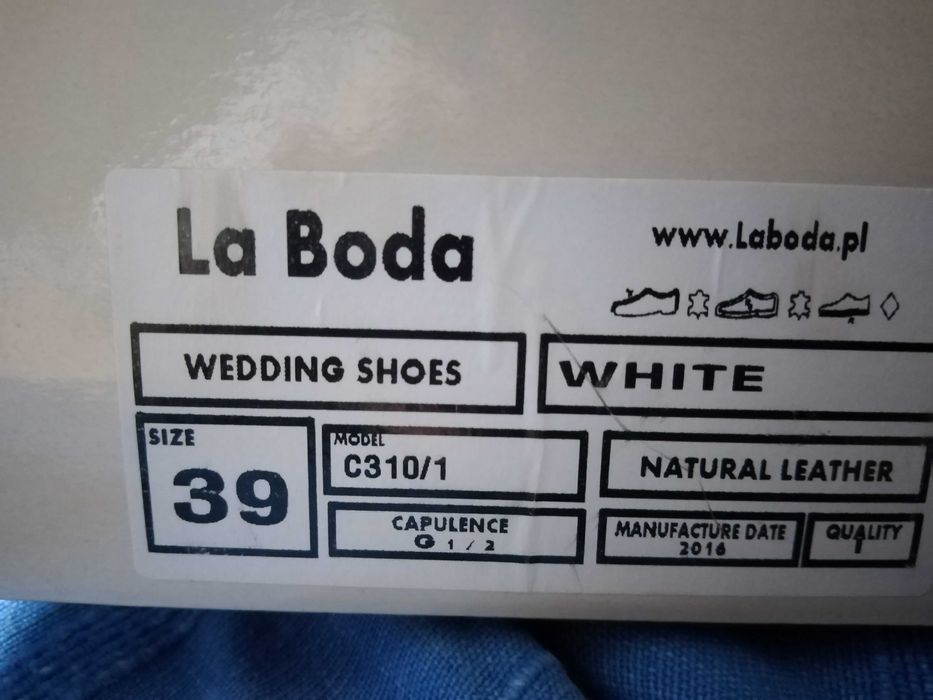 La Boda
www.Laboda.pl
WEDDING SHOES
WHITE
SIZE
39
MODEL
C310/1
NATURAL LEATHER
CAPULENCE
G 1 / 2
MANUFACTURE DATE
2016
QUALITY
1